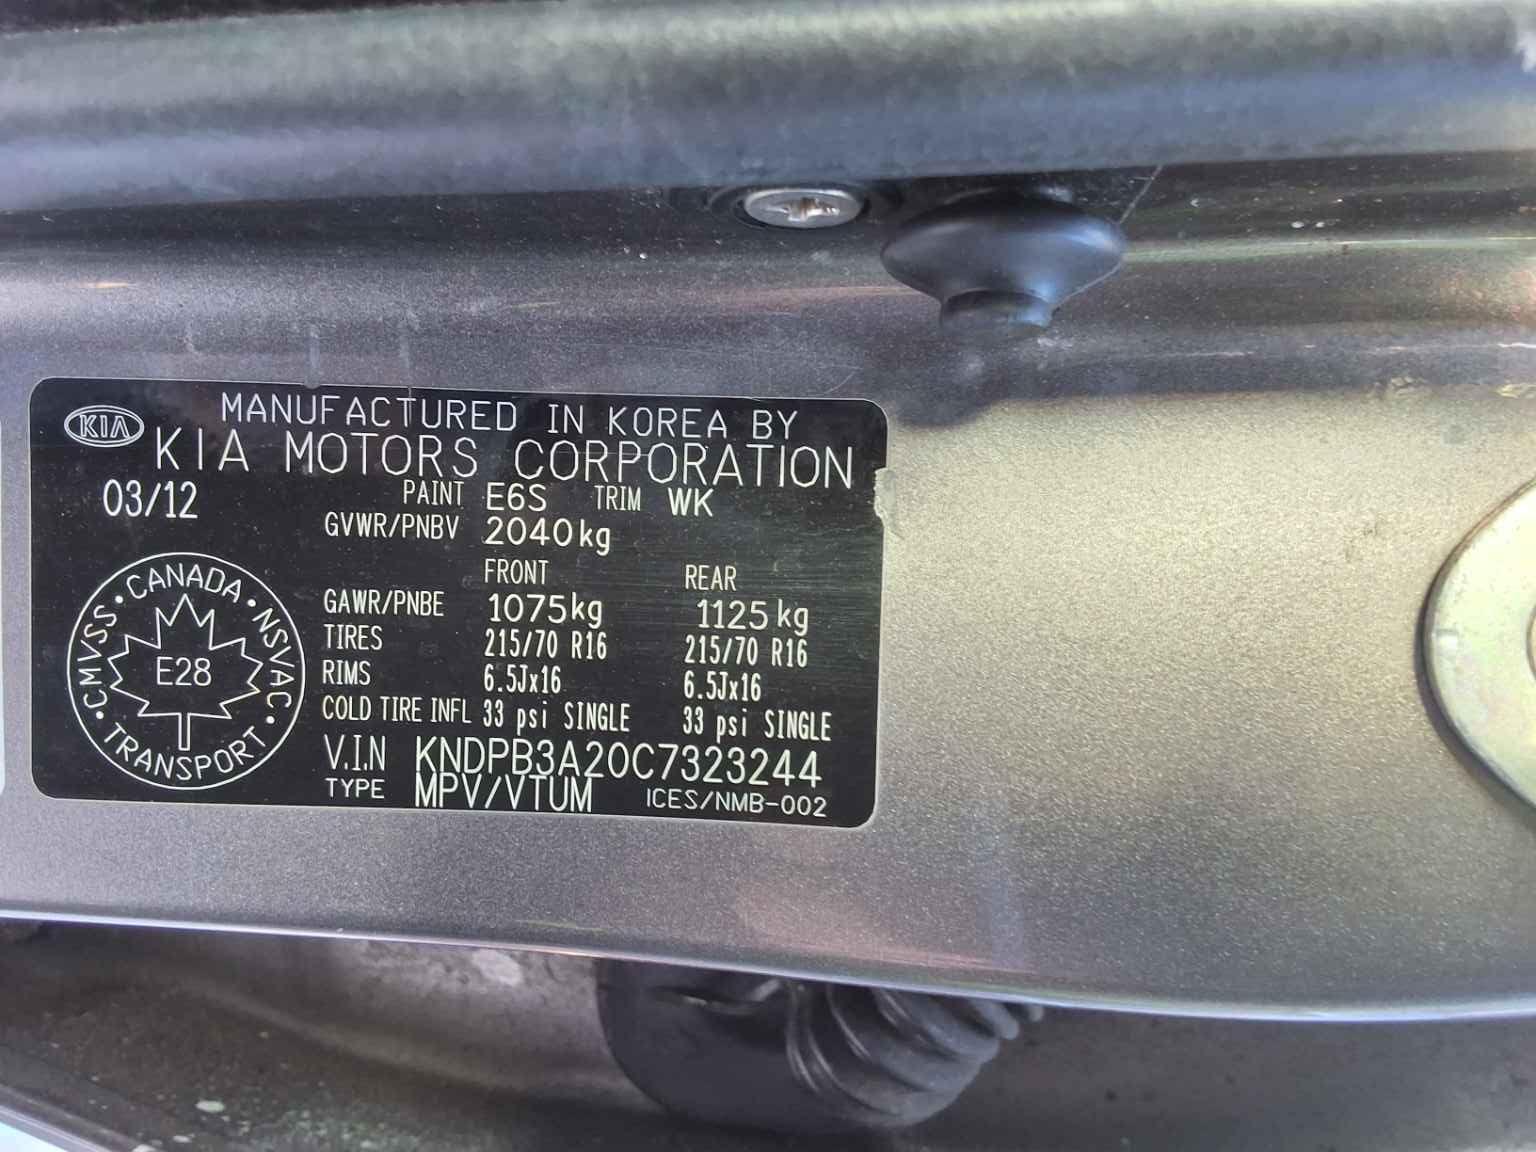 KIA
MANUFACTURED IN KOREA BY
KIA MOTORS CORPORATION
03/12
PAINT E6S TRIM WK
GVWR/PNBV 2040kg
FRONT REAR
GAWR/PNBE 1075kg 1125kg
TIRES 215/70 R16 215/70 R16
RIMS 6.5Jx16 6.5Jx16
COLD TIRE INFL 33 psi SINGLE 33 psi SINGLE
V.I.N KNDPB3A20C7323244
TYPE MPV/VTUM ICES/NMB-002
CANADA • NSVAC • TRANSPORT • CMVSS •
E28